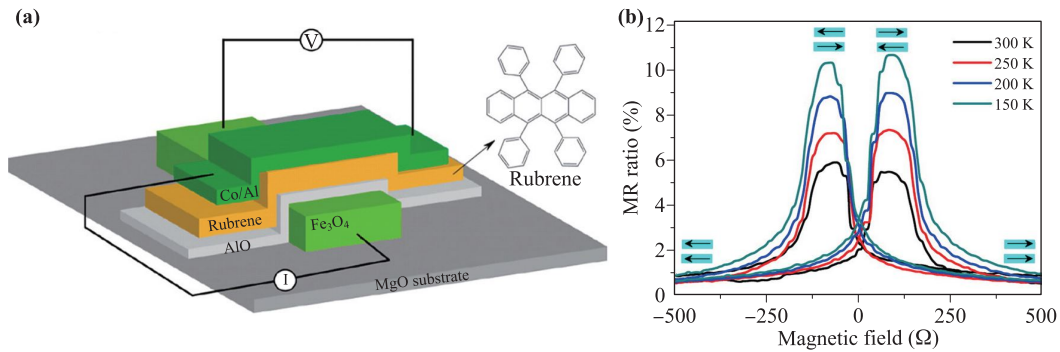 (a)
V
Co/Al
Rubrene
AlO
Fe₃O₄
I
MgO substrate
Rubrene
(b)
MR ratio (%)
12
10
8
6
4
2
0
300 K
250 K
200 K
150 K
−500
−250
0
250
500
Magnetic field (Ω)